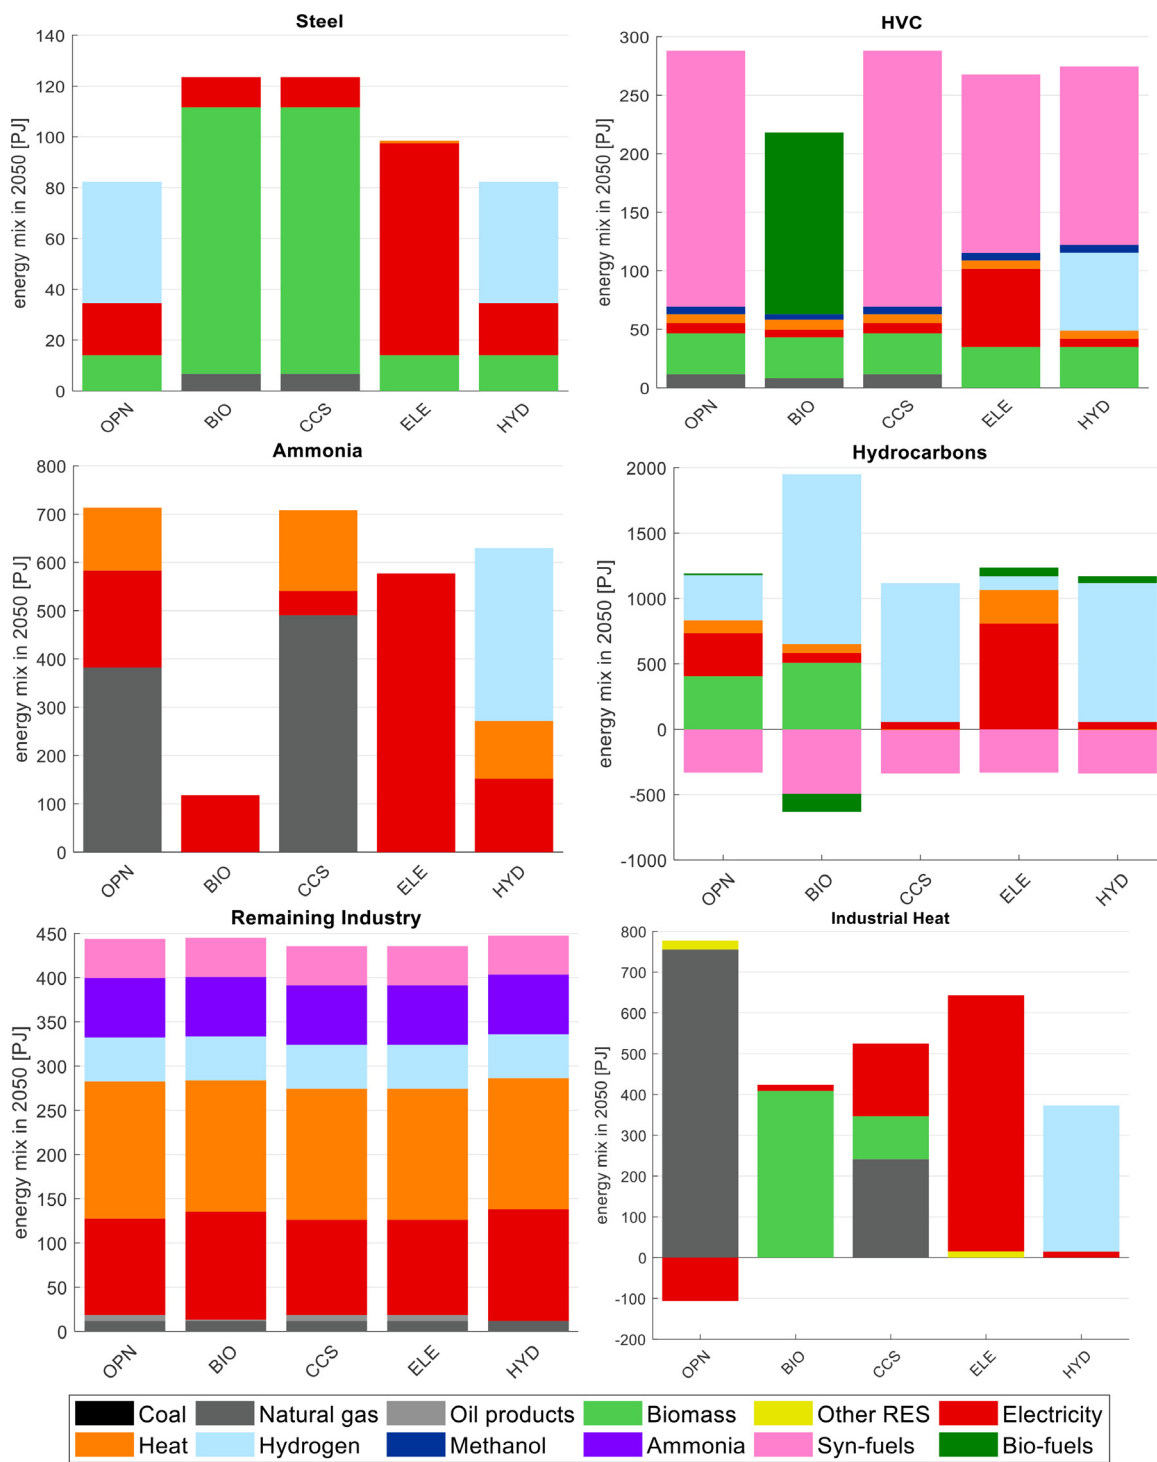 Steel
energy mix in 2050 [PJ]
140
120
100
80
60
40
20
0
OPN
BIO
CCS
ELE
HYD
HVC
energy mix in 2050 [PJ]
300
250
200
150
100
50
0
OPN
BIO
CCS
ELE
HYD
Ammonia
energy mix in 2050 [PJ]
800
700
600
500
400
300
200
100
0
OPN
BIO
CCS
ELE
HYD
Hydrocarbons
energy mix in 2050 [PJ]
2000
1500
1000
500
0
-500
-1000
OPN
BIO
CCS
ELE
HYD
Remaining Industry
energy mix in 2050 [PJ]
450
400
350
300
250
200
150
100
50
0
OPN
BIO
CCS
ELE
HYD
Industrial Heat
energy mix in 2050 [PJ]
800
700
600
500
400
300
200
100
0
-100
-200
OPN
BIO
CCS
ELE
HYD
Coal Natural gas Oil products Biomass Other RES Electricity
Heat Hydrogen Methanol Ammonia Syn-fuels Bio-fuels